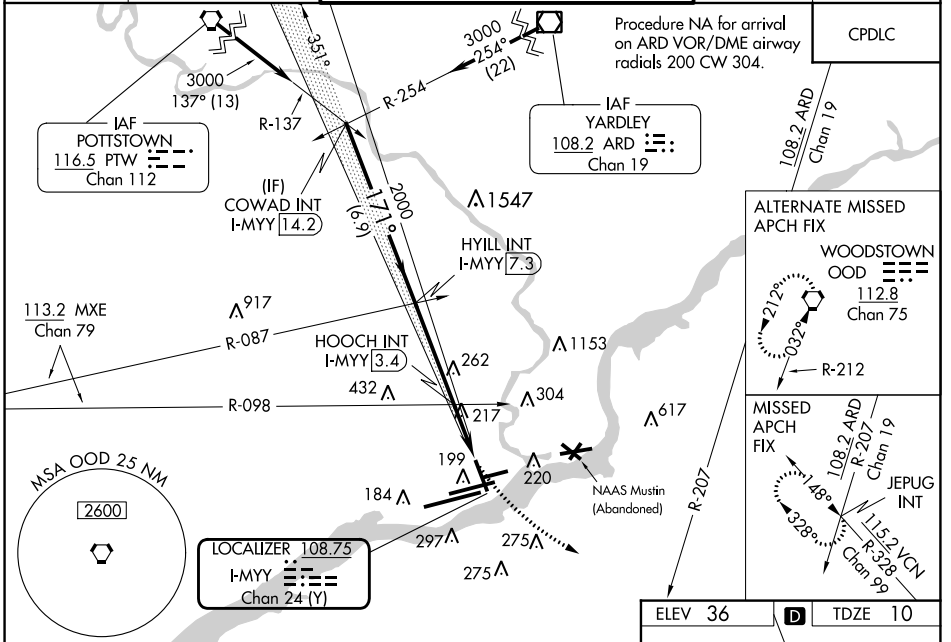 Procedure NA for arrival
on ARD VOR/DME airway
radials 200 CW 304.
CPDLC
351°
3000
137° (13)
R-137
3000
254°
(22)
R-254
IAF
POTTSTOWN
116.5 PTW
Chan 112
IAF
YARDLEY
108.2 ARD
Chan 19
108.2 ARD
Chan 19
(IF)
COWAD INT
I-MYY 14.2
2000
171°
(6.9)
1547
HYILL INT
I-MYY 7.3
113.2 MXE
Chan 79
917
R-087
HOOCH INT
I-MYY 3.4
262
1153
432
304
R-098
217
617
199
220
NAAS Mustin
(Abandoned)
184
297
275
275
R-207
MSA OOD 25 NM
2600
LOCALIZER 108.75
I-MYY
Chan 24 (Y)
ALTERNATE MISSED
APCH FIX
WOODSTOWN
OOD
112.8
Chan 75
212°
032°
R-212
MISSED
APCH
FIX
108.2 ARD
R-207
Chan 19
JEPUG
INT
148°
328°
115.2 VCN
R-328
Chan 99
ELEV 36
D
TDZE 10